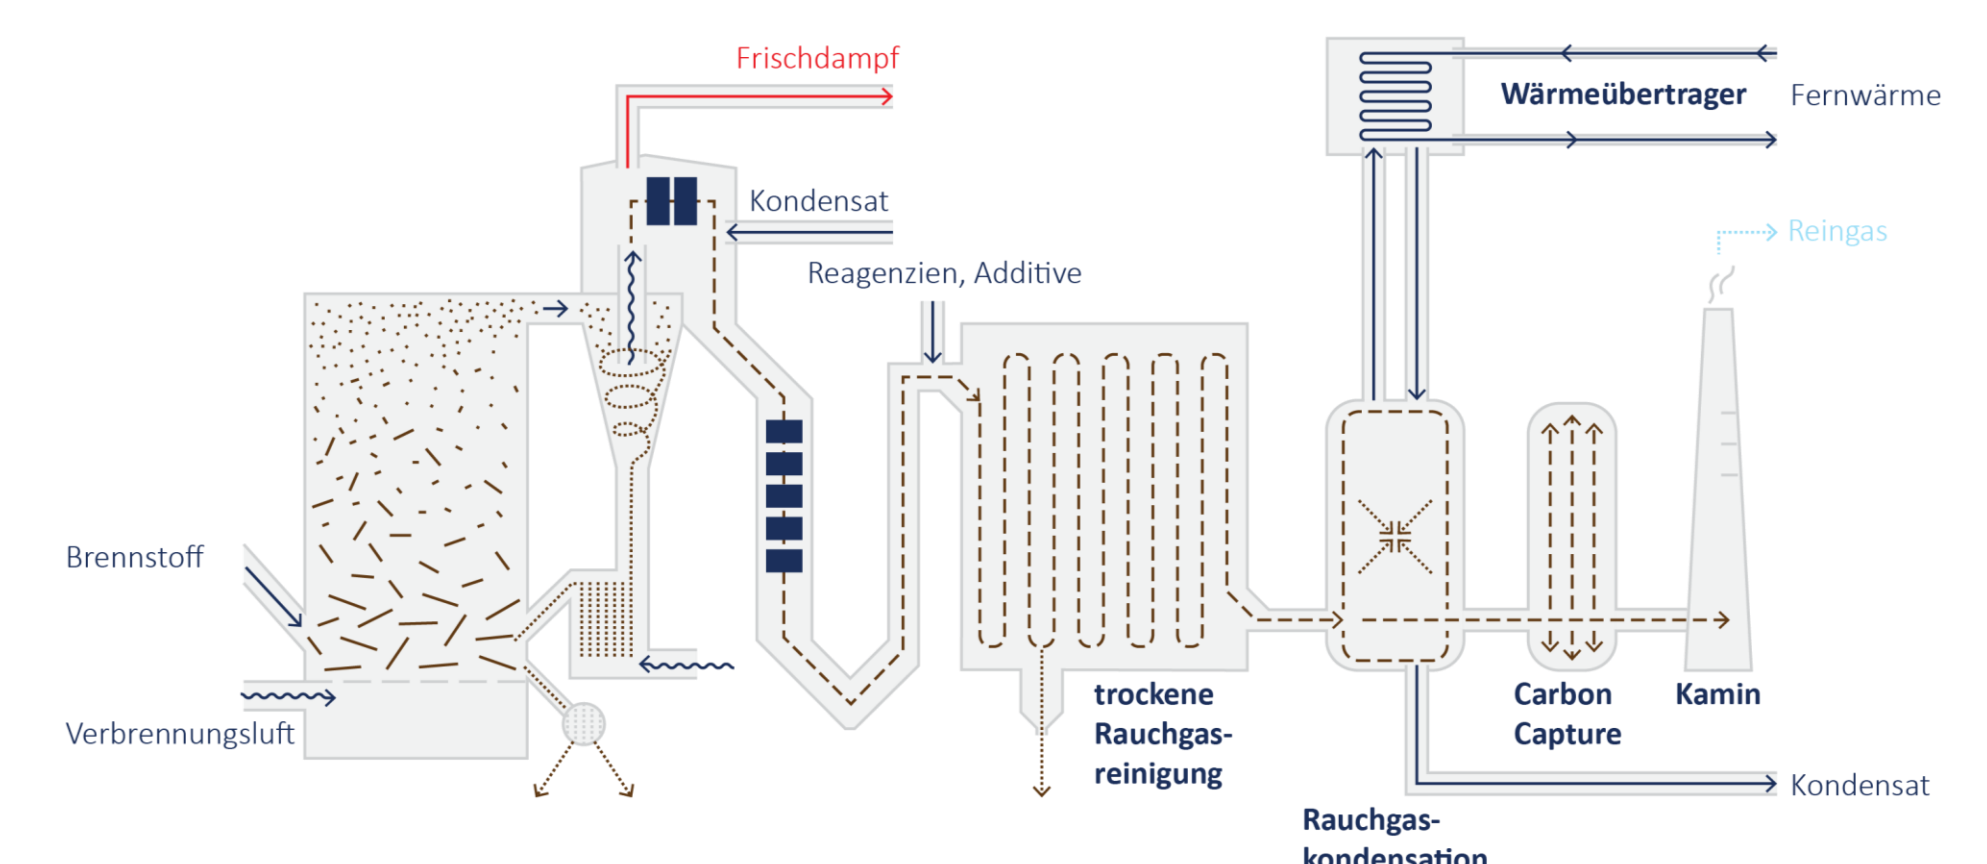 Frischdampf
Wärmeübertrager
Fernwärme
Kondensat
Reingas
Reagenzien, Additive
Brennstoff
Verbrennungsluft
trockene
Rauchgas-
reinigung
Carbon
Capture
Kamin
Kondensat
Rauchgas-
kondensation